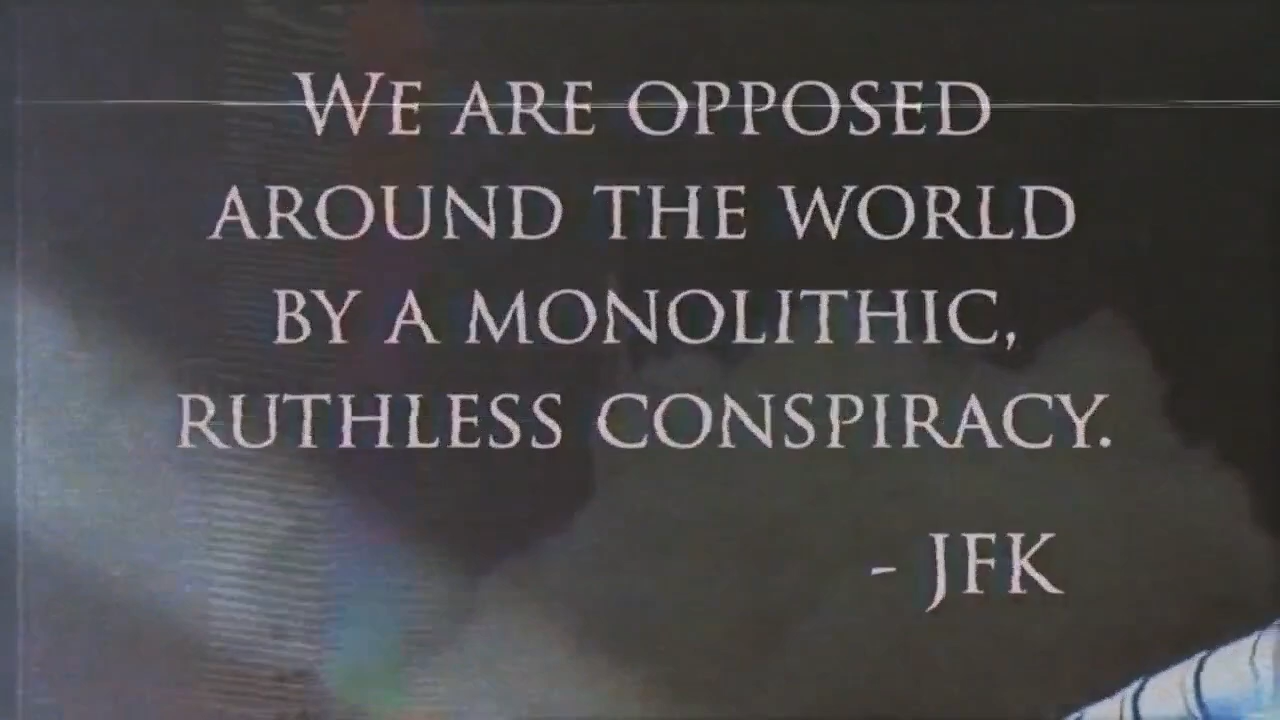 WE ARE OPPOSED
AROUND THE WORLD
BY A MONOLITHIC,
RUTHLESS CONSPIRACY.
- JFK